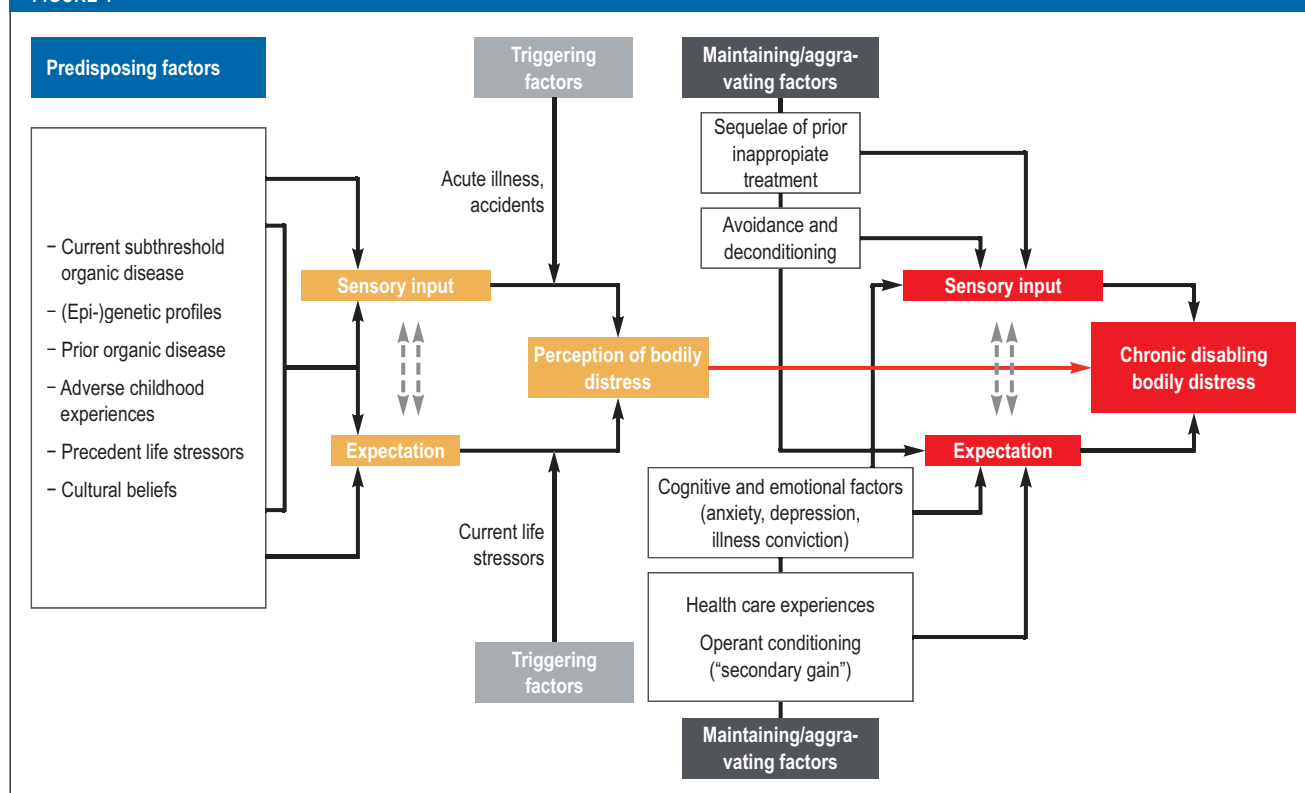 Predisposing factors
– Current subthreshold
organic disease
– (Epi-)genetic profiles
– Prior organic disease
– Adverse childhood
experiences
– Precedent life stressors
– Cultural beliefs
Triggering
factors
Acute illness,
accidents
Sensory input
Perception of bodily
distress
Expectation
Current life
stressors
Triggering
factors
Maintaining/aggra-
vating factors
Sequelae of prior
inappropiate
treatment
Avoidance and
deconditioning
Sensory input
Chronic disabling
bodily distress
Expectation
Cognitive and emotional factors
(anxiety, depression,
illness conviction)
Health care experiences
Operant conditioning
(“secondary gain”)
Maintaining/aggra-
vating factors